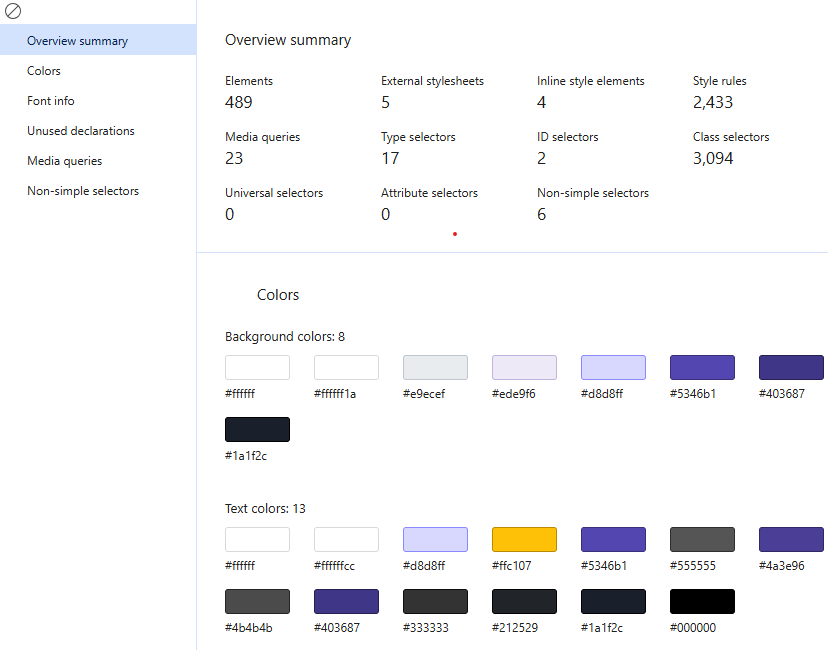 Overview summary
Colors
Font info
Unused declarations
Media queries
Non-simple selectors
Overview summary
Elements External stylesheets Inline style elements Style rules
489 5 4 2,433
Media queries Type selectors ID selectors Class selectors
23 17 2 3,094
Universal selectors Attribute selectors Non-simple selectors
0 0 6
Colors
Background colors: 8
#ffffff #ffffff1a #e9ecef #ede9f6 #d8d8ff #5346b1 #403687
#1a1f2c
Text colors: 13
#ffffff #ffffffcc #d8d8ff #ffc107 #5346b1 #555555 #4a3e96
#4b4b4b #403687 #333333 #212529 #1a1f2c #000000